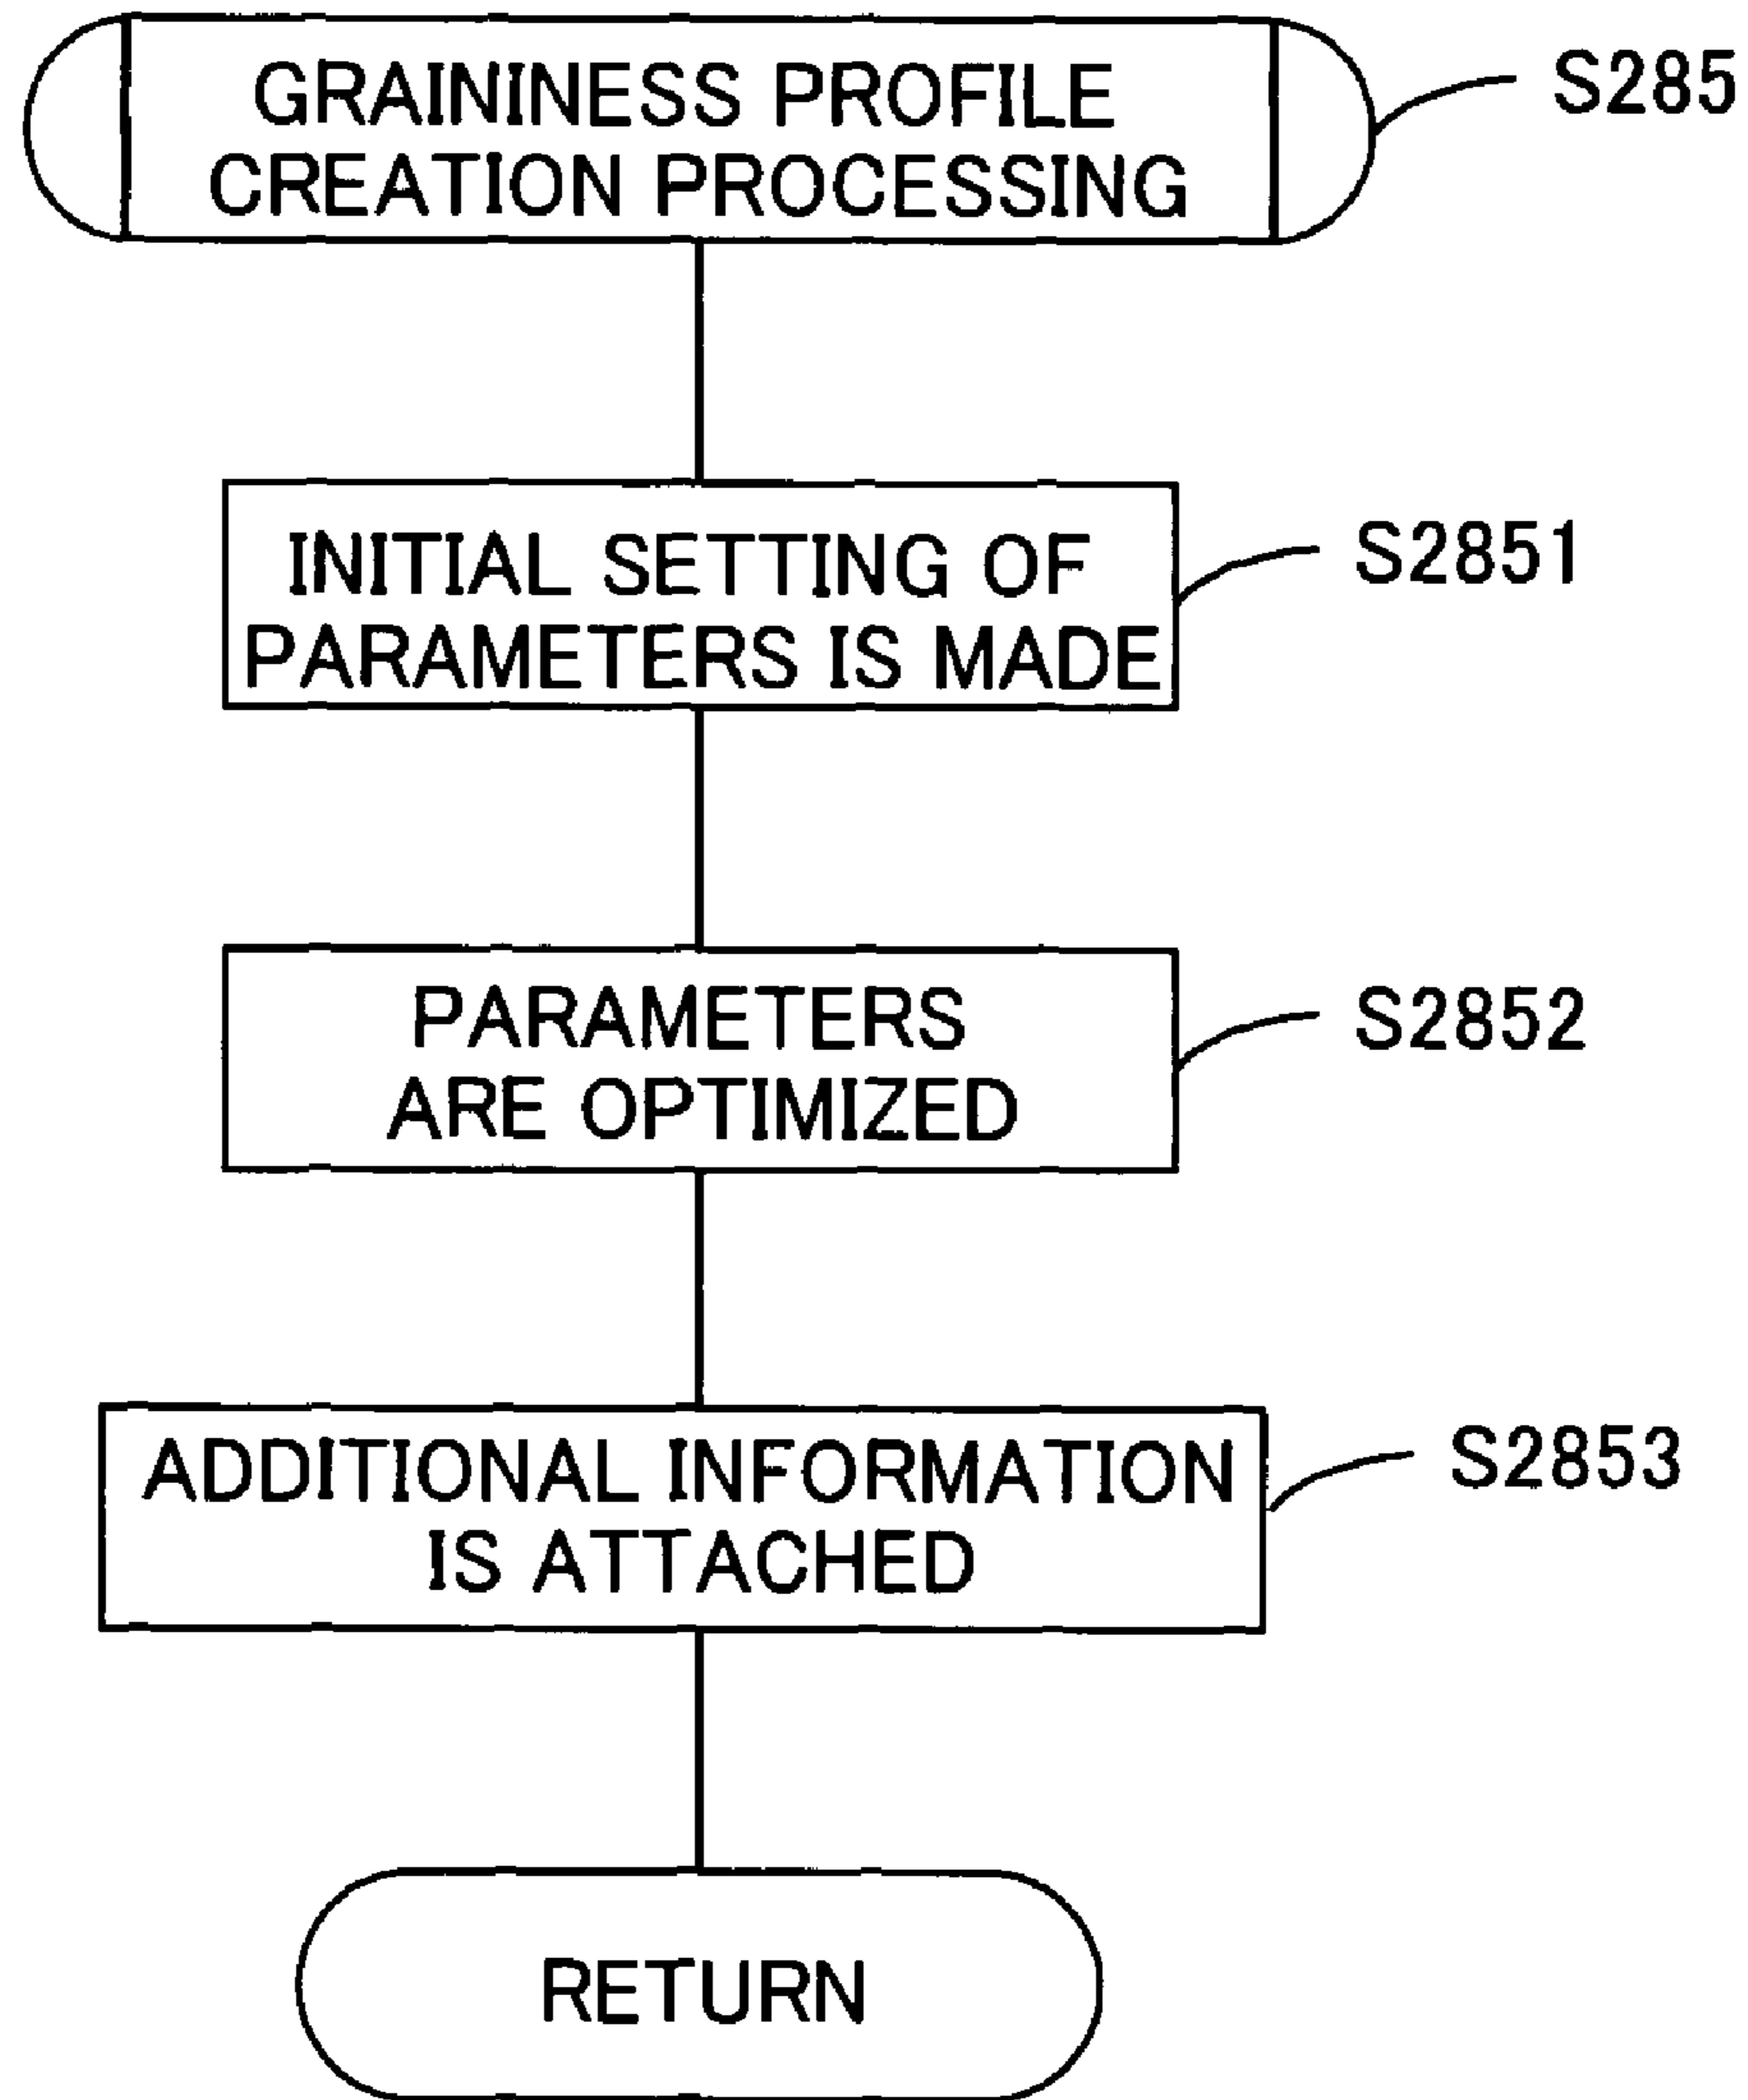 GRAININESS PROFILE
CREATION PROCESSING
S285
INITIAL SETTING OF
PARAMETERS IS MADE
S2851
PARAMETERS
ARE OPTIMIZED
S2852
ADDITIONAL INFORMATION
IS ATTACHED
S2853
RETURN